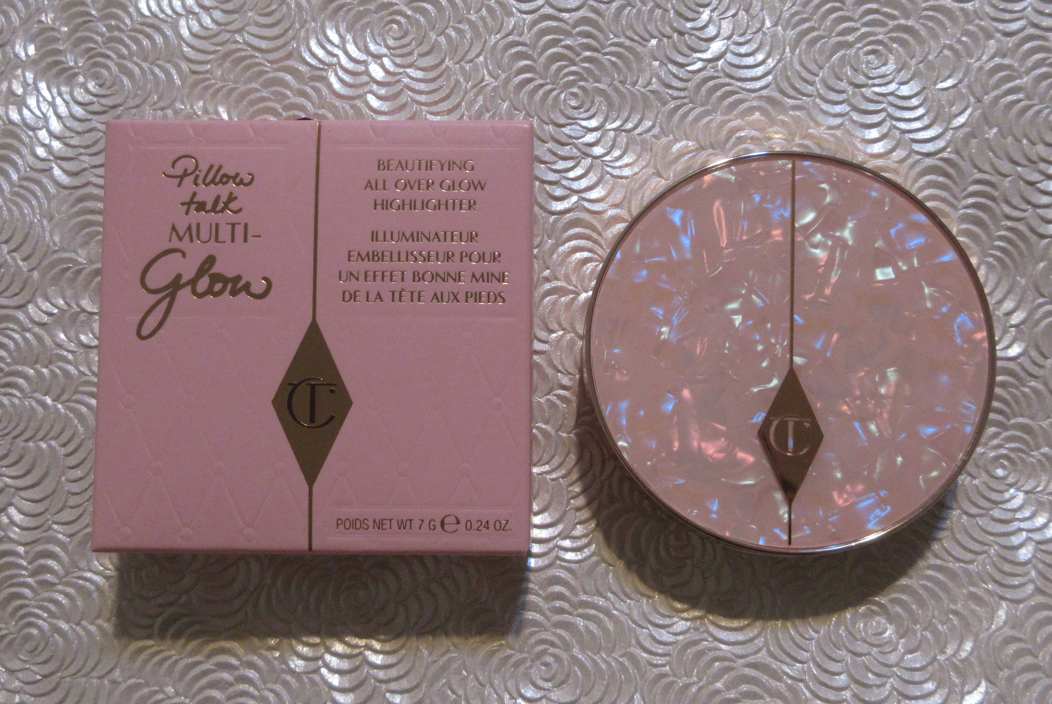 Pillow
talk
MULTI-
Glow
BEAUTIFYING
ALL OVER GLOW
HIGHLIGHTER
ILLUMINATEUR
EMBELLISSEUR POUR
UN EFFET BONNE MINE
DE LA TÊTE AUX PIEDS
CT
POIDS NET WT 7 G ℮ 0.24 OZ.
CT